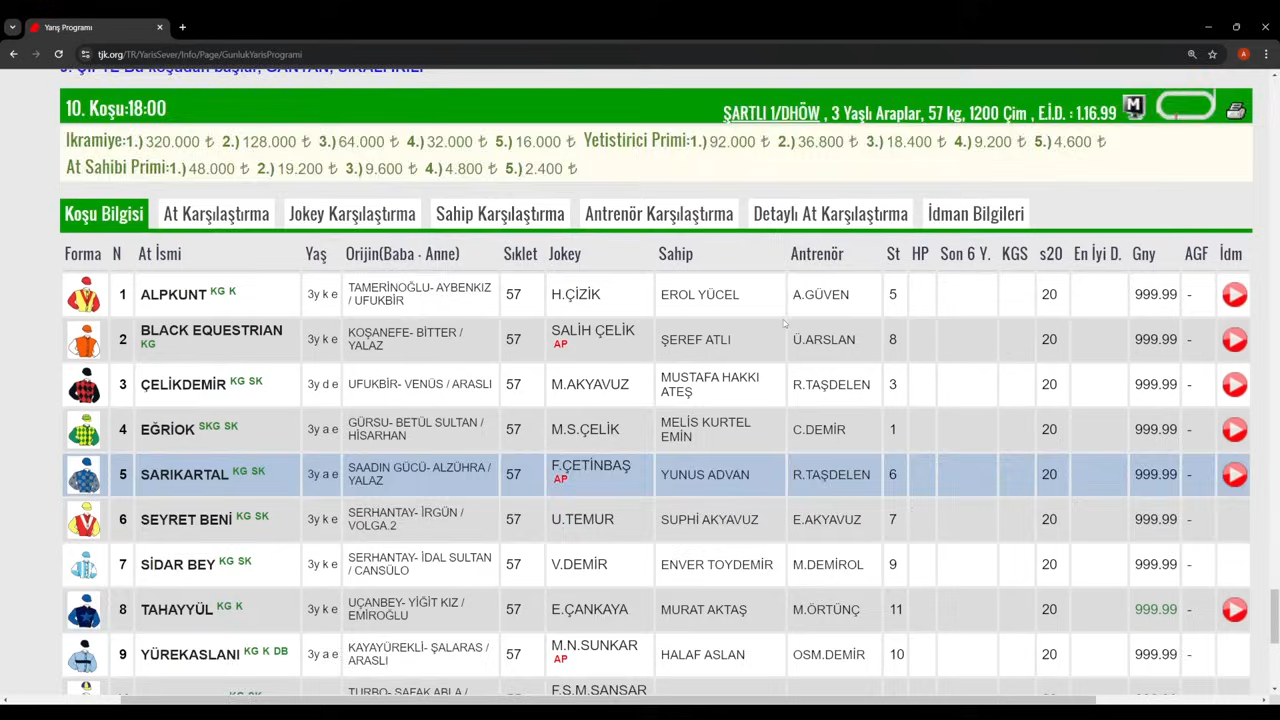 Yarış Programı
tjk.org/TR/YarisSever/Info/Page/GunlukYarisProgrami
A
10. Koşu:18:00
ŞARTLI 1/DHÖW , 3 Yaşlı Araplar, 57 kg, 1200 Çim , E.İ.D. : 1.16.99
M
Ikramiye:1.) 320.000 ₺ 2.) 128.000 ₺ 3.) 64.000 ₺ 4.) 32.000 ₺ 5.) 16.000 ₺ Yetistirici Primi:1.) 92.000 ₺ 2.) 36.800 ₺ 3.) 18.400 ₺ 4.) 9.200 ₺ 5.) 4.600 ₺
At Sahibi Primi:1.) 48.000 ₺ 2.) 19.200 ₺ 3.) 9.600 ₺ 4.) 4.800 ₺ 5.) 2.400 ₺
Koşu Bilgisi At Karşılaştırma Jokey Karşılaştırma Sahip Karşılaştırma Antrenör Karşılaştırma Detaylı At Karşılaştırma İdman Bilgileri
Forma N At İsmi Yaş Orijin(Baba - Anne) Sıklet Jokey Sahip Antrenör St HP Son 6 Y. KGS s20 En İyi D. Gny AGF İdm
1 ALPKUNT KG K 3y k e TAMERİNOĞLU- AYBENKIZ / UFUKBİR 57 H.ÇİZİK EROL YÜCEL A.GÜVEN 5 20 999.99 -
2 BLACK EQUESTRIAN KG 3y k e KOŞANEFE- BİTTER / YALAZ 57 SALİH ÇELİK AP ŞEREF ATLI Ü.ARSLAN 8 20 999.99 -
3 ÇELİKDEMİR KG SK 3y d e UFUKBİR- VENÜS / ARASLI 57 M.AKYAVUZ MUSTAFA HAKKI ATEŞ R.TAŞDELEN 3 20 999.99 -
4 EĞRİOK SKG SK 3y a e GÜRSU- BETÜL SULTAN / HİSARHAN 57 M.S.ÇELİK MELİS KURTEL EMİN C.DEMİR 1 20 999.99 -
5 SARIKARTAL KG SK 3y a e SAADIN GÜCÜ- ALZÜHRA / YALAZ 57 F.ÇETİNBAŞ AP YUNUS ADVAN R.TAŞDELEN 6 20 999.99 -
6 SEYRET BENİ KG SK 3y k e SERHANTAY- İRGÜN / VOLGA.2 57 U.TEMUR SUPHİ AKYAVUZ E.AKYAVUZ 7 20 999.99 -
7 SİDAR BEY KG SK 3y k e SERHANTAY- İDAL SULTAN / CANSÜLO 57 V.DEMİR ENVER TOYDEMİR M.DEMİROL 9 20 999.99 -
8 TAHAYYÜL KG K 3y k e UÇANBEY- YİĞİT KIZ / EMİROĞLU 57 E.ÇANKAYA MURAT AKTAŞ M.ÖRTÜNÇ 11 20 999.99 -
9 YÜREKASLANI KG K DB 3y a e KAYAYÜREKLİ- ŞALARAS / ARASLI 57 M.N.SUNKAR AP HALAF ASLAN OSM.DEMİR 10 20 999.99 -
TURBO- ŞAFAK ABLA / F.S.M.SANSAR